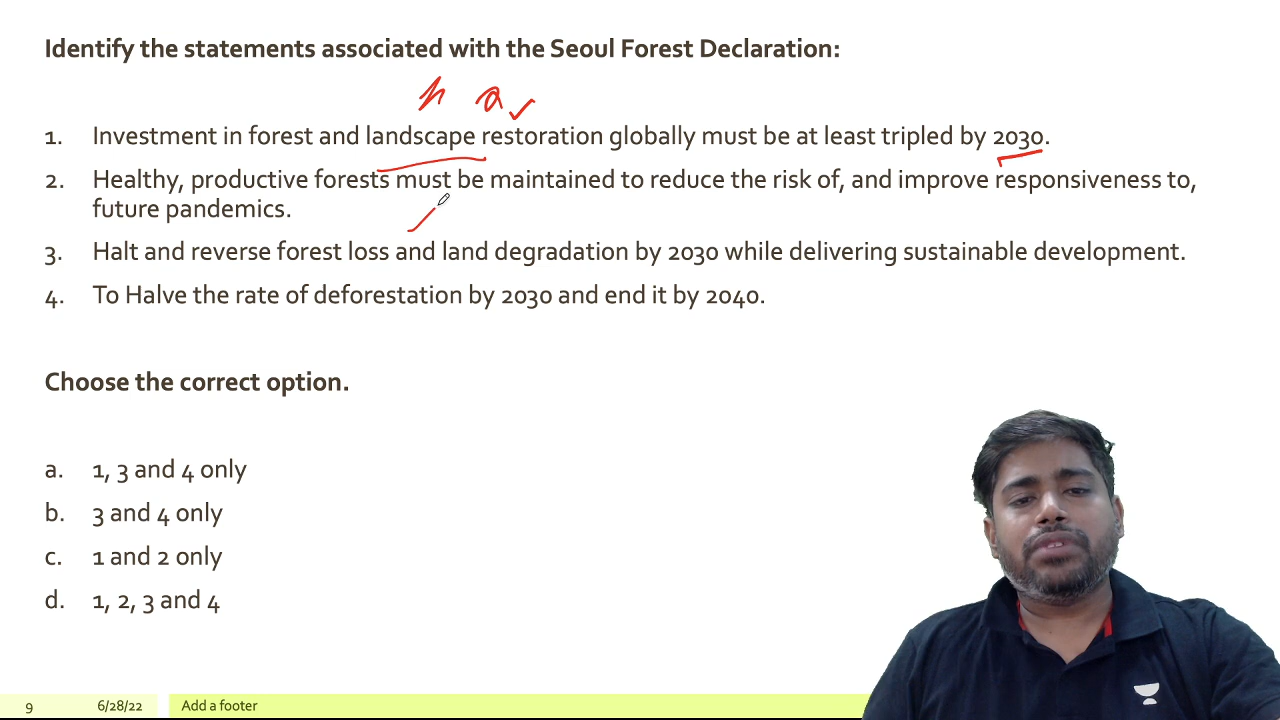 Identify the statements associated with the Seoul Forest Declaration:
1. Investment in forest and landscape restoration globally must be at least tripled by 2030.
2. Healthy, productive forests must be maintained to reduce the risk of, and improve responsiveness to,
future pandemics.
3. Halt and reverse forest loss and land degradation by 2030 while delivering sustainable development.
4. To Halve the rate of deforestation by 2030 and end it by 2040.
Choose the correct option.
a. 1, 3 and 4 only
b. 3 and 4 only
c. 1 and 2 only
d. 1, 2, 3 and 4
9 6/28/22 Add a footer